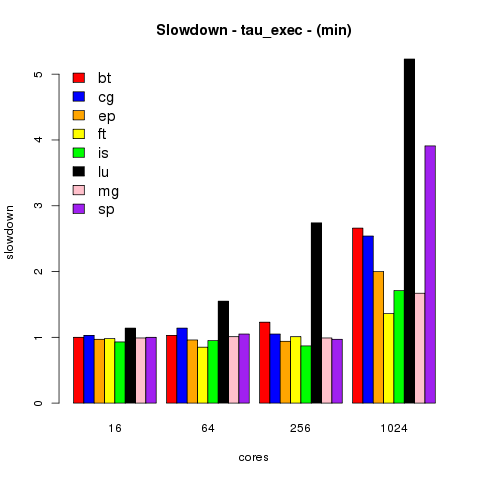 Slowdown - tau_exec - (min)
slowdown
5
4
3
2
1
0
bt
cg
ep
ft
is
lu
mg
sp
16 64 256 1024
cores